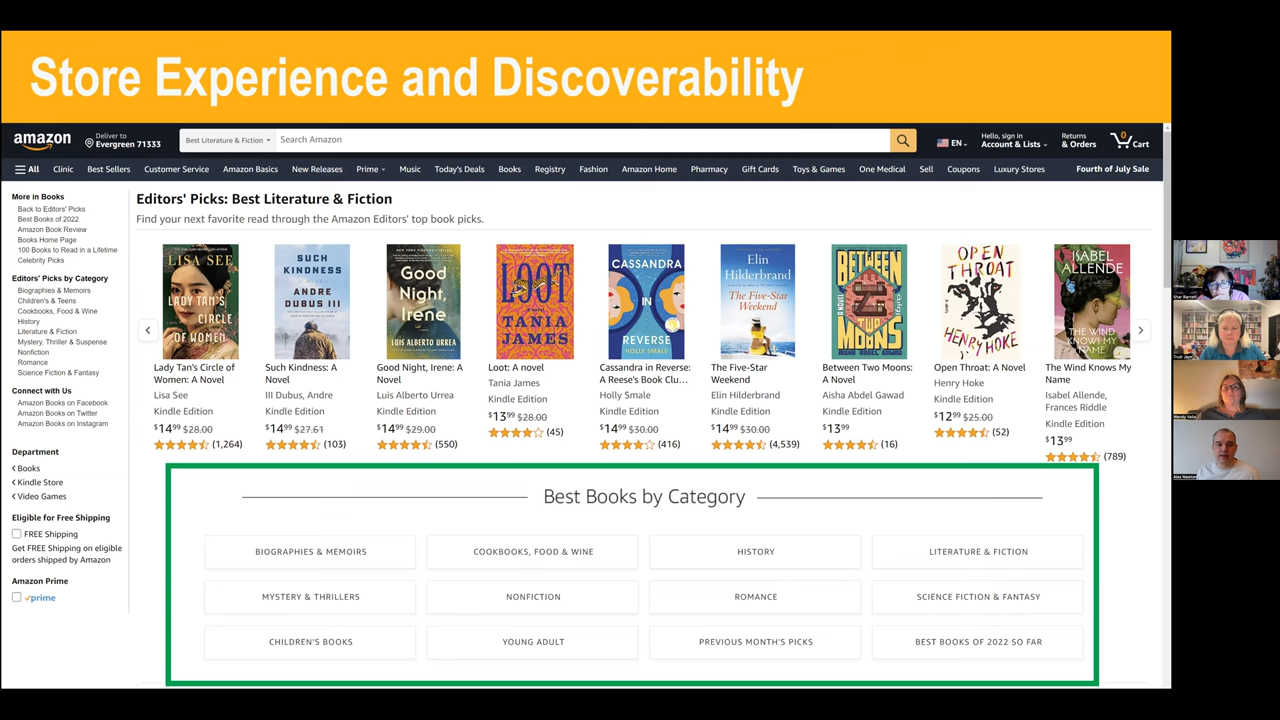 Store Experience and Discoverability
amazon
Deliver to
Evergreen 71333
Best Literature & Fiction
Search Amazon
EN
Hello, sign in
Account & Lists
Returns
& Orders
0
Cart
All
Clinic
Best Sellers
Customer Service
Amazon Basics
New Releases
Prime
Music
Today's Deals
Books
Registry
Fashion
Amazon Home
Pharmacy
Gift Cards
Toys & Games
One Medical
Sell
Coupons
Luxury Stores
Fourth of July Sale
More in Books
Back to Editors' Picks
Best Books of 2022
Amazon Book Review
Books Home Page
100 Books to Read in a Lifetime
Celebrity Picks
Editors' Picks by Category
Biographies & Memoirs
Children's & Teens
Cookbooks, Food & Wine
History
Literature & Fiction
Mystery, Thriller & Suspense
Nonfiction
Romance
Science Fiction & Fantasy
Connect with Us
Amazon Books on Facebook
Amazon Books on Twitter
Amazon Books on Instagram
Department
Books
Kindle Store
Video Games
Eligible for Free Shipping
FREE Shipping
Get FREE Shipping on eligible
orders shipped by Amazon
Amazon Prime
prime
Editors' Picks: Best Literature & Fiction
Find your next favorite read through the Amazon Editors' top book picks.
LISA SEE
LADY TAN'S
CIRCLE
OF WOMEN
Lady Tan's Circle of
Women: A Novel
Lisa See
Kindle Edition
$14.99 $28.00
(1,264)
SUCH
KINDNESS
ANDRE
DUBUS III
Such Kindness: A
Novel
III Dubus, Andre
Kindle Edition
$14.99 $27.61
(103)
Good
Night,
Irene
LUIS ALBERTO URREA
Good Night, Irene: A
Novel
Luis Alberto Urrea
Kindle Edition
$14.99 $29.00
(550)
LOOT
TANIA
JAMES
Loot: A novel
Tania James
Kindle Edition
$13.99 $28.00
(45)
CASSANDRA
IN
REVERSE
HOLLY SMALE
Cassandra in Reverse:
A Reese's Book Clu...
Holly Smale
Kindle Edition
$14.99 $30.00
(416)
Elin
Hilderbrand
The Five-Star
Weekend
The Five-Star
Weekend
Elin Hilderbrand
Kindle Edition
$14.99 $30.00
(4,539)
BETWEEN
TWO
MOONS
AISHA ABDEL GAWAD
Between Two Moons:
A Novel
Aisha Abdel Gawad
Kindle Edition
$13.99
(16)
OPEN
THROAT
HENRY HOKE
Open Throat: A Novel
Henry Hoke
Kindle Edition
$12.99 $25.00
(52)
ISABEL
ALLENDE
THE WIND
KNOWS MY
NAME
The Wind Knows My
Name
Isabel Allende,
Frances Riddle
Kindle Edition
$13.99
(789)
Best Books by Category
BIOGRAPHIES & MEMOIRS
COOKBOOKS, FOOD & WINE
HISTORY
LITERATURE & FICTION
MYSTERY & THRILLERS
NONFICTION
ROMANCE
SCIENCE FICTION & FANTASY
CHILDREN'S BOOKS
YOUNG ADULT
PREVIOUS MONTH'S PICKS
BEST BOOKS OF 2022 SO FAR
Alex Newton